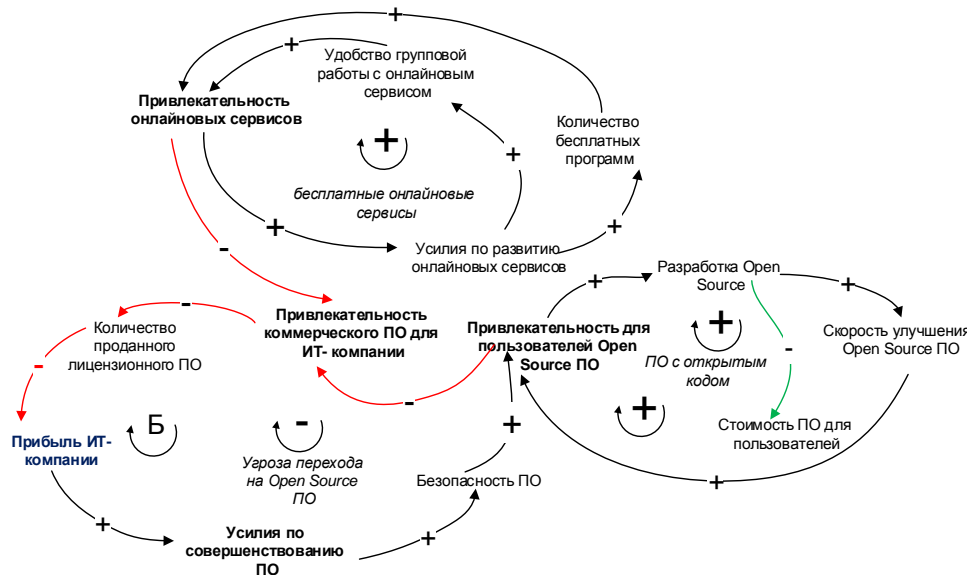 +
+
Удобство групповой
работы с онлайновым
сервисом
Привлекательность
онлайновых сервисов
Количество
бесплатных
программ
+
+
бесплатные онлайновые
сервисы
+
+
Усилия по развитию
онлайновых сервисов
-
+
Разработка Open
Source
+
Привлекательность
коммерческого ПО для
ИТ- компании
-
Количество
проданного
лицензионного ПО
-
Привлекательность для
пользователей Open
Source ПО
+
ПО с открытым
кодом
+
-
Скорость улучшения
Open Source ПО
-
Стоимость ПО для
пользователей
Прибыль ИТ-
компании
Б
-
Угроза перехода
на Open Source
ПО
+
Безопасность ПО
+
+
Усилия по
совершенствованию
ПО
+